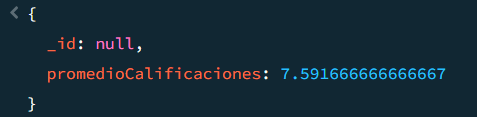 < {
_id: null,
promedioCalificaciones: 7.591666666666667
}